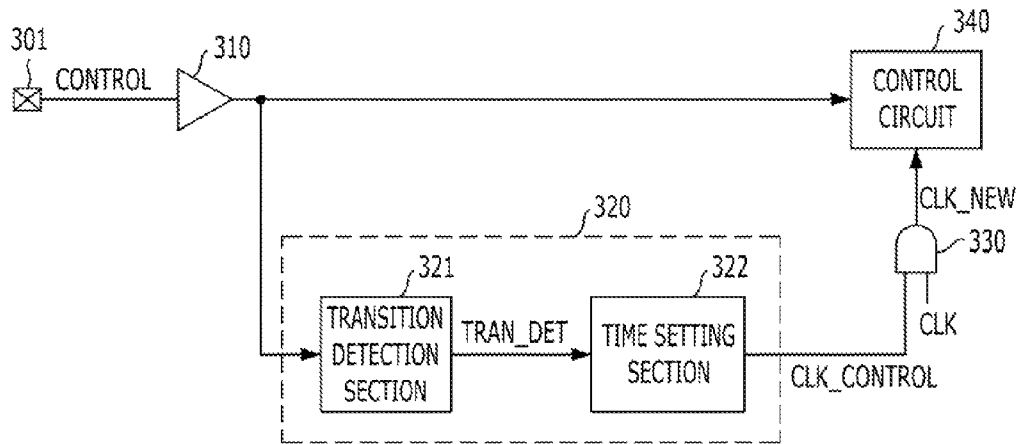 301
CONTROL
310
340
CONTROL
CIRCUIT
CLK_NEW
330
CLK
320
321
TRANSITION
DETECTION
SECTION
TRAN_DET
322
TIME SETTING
SECTION
CLK_CONTROL